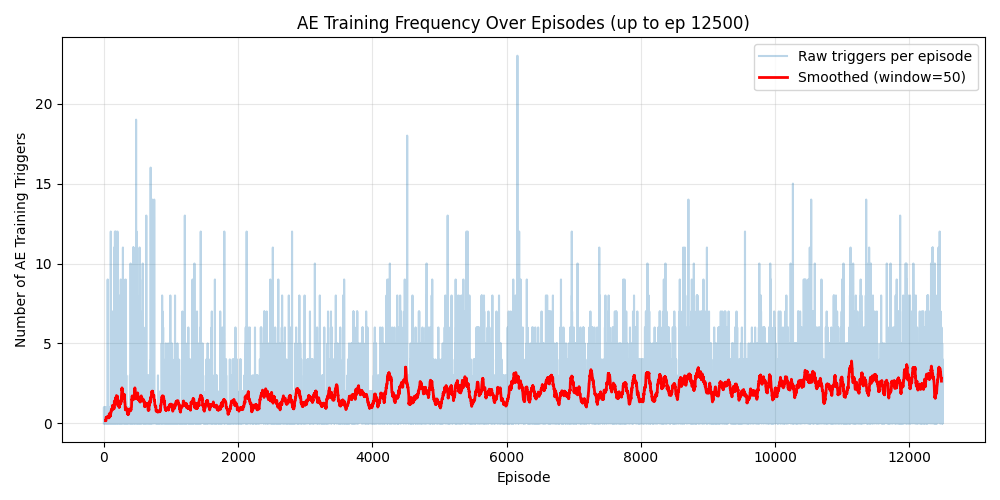 AE Training Frequency Over Episodes (up to ep 12500)
Raw triggers per episode
Smoothed (window=50)
Number of AE Training Triggers
20
15
10
5
0
0 2000 4000 6000 8000 10000 12000
Episode